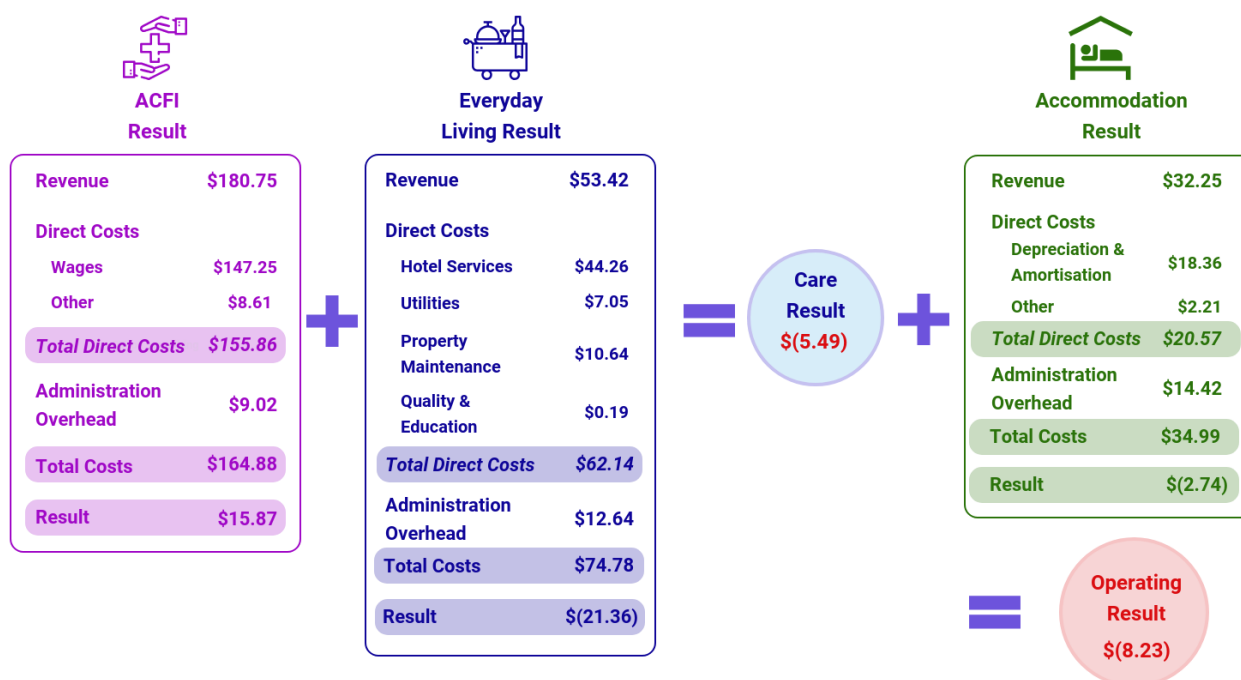 ACFI
Result
Revenue $180.75
Direct Costs
Wages $147.25
Other $8.61
Total Direct Costs $155.86
Administration
Overhead $9.02
Total Costs $164.88
Result $15.87
Everyday
Living Result
Revenue $53.42
Direct Costs
Hotel Services $44.26
Utilities $7.05
Property
Maintenance $10.64
Quality &
Education $0.19
Total Direct Costs $62.14
Administration
Overhead $12.64
Total Costs $74.78
Result $(21.36)
Care
Result
$(5.49)
Accommodation
Result
Revenue $32.25
Direct Costs
Depreciation &
Amortisation $18.36
Other $2.21
Total Direct Costs $20.57
Administration
Overhead $14.42
Total Costs $34.99
Result $(2.74)
Operating
Result
$(8.23)